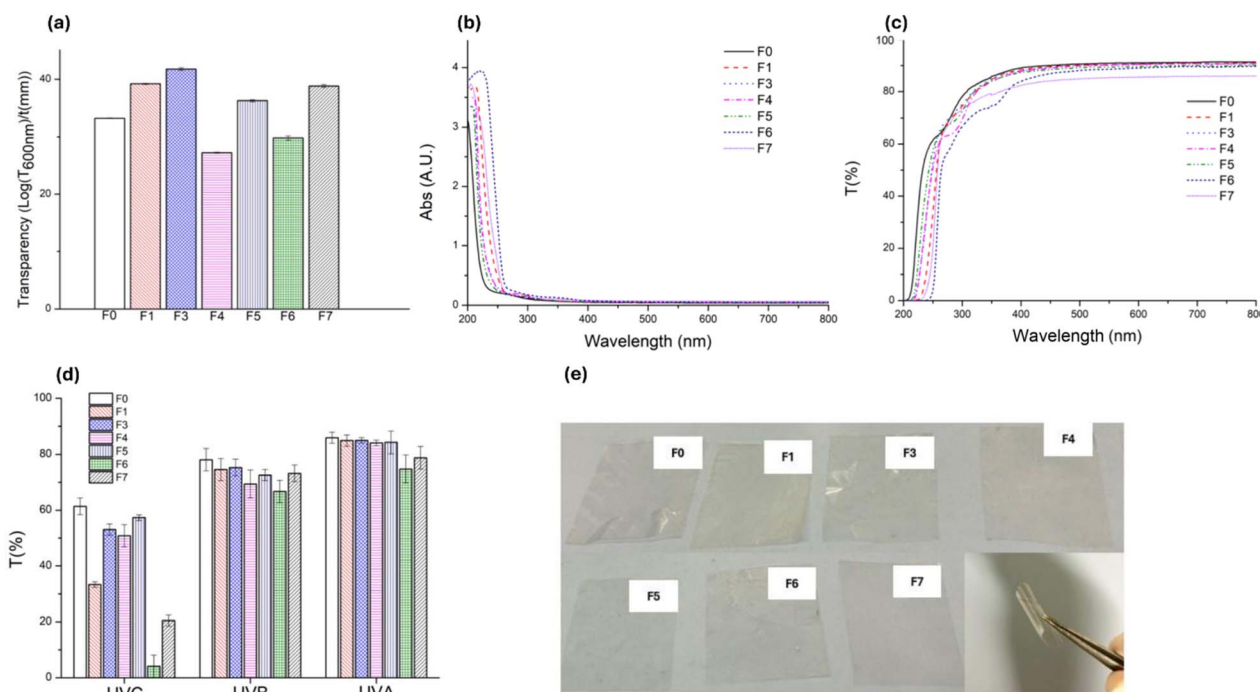 (a)
Transparency (Log(T600nm)/t(mm))
40
20
0
F0 F1 F3 F4 F5 F6 F7
(b)
Abs (A.U.)
4
3
2
1
0
200 300 400 500 600 700 800
Wavelength (nm)
F0
F1
F3
F4
F5
F6
F7
(c)
T(%)
100
80
60
40
20
0
200 300 400 500 600 700 800
Wavelength (nm)
F0
F1
F3
F4
F5
F6
F7
(d)
T(%)
100
80
60
40
20
0
F0
F1
F3
F4
F5
F6
F7
UVC UVB UVA
(e)
F0 F1 F3 F4
F5 F6 F7